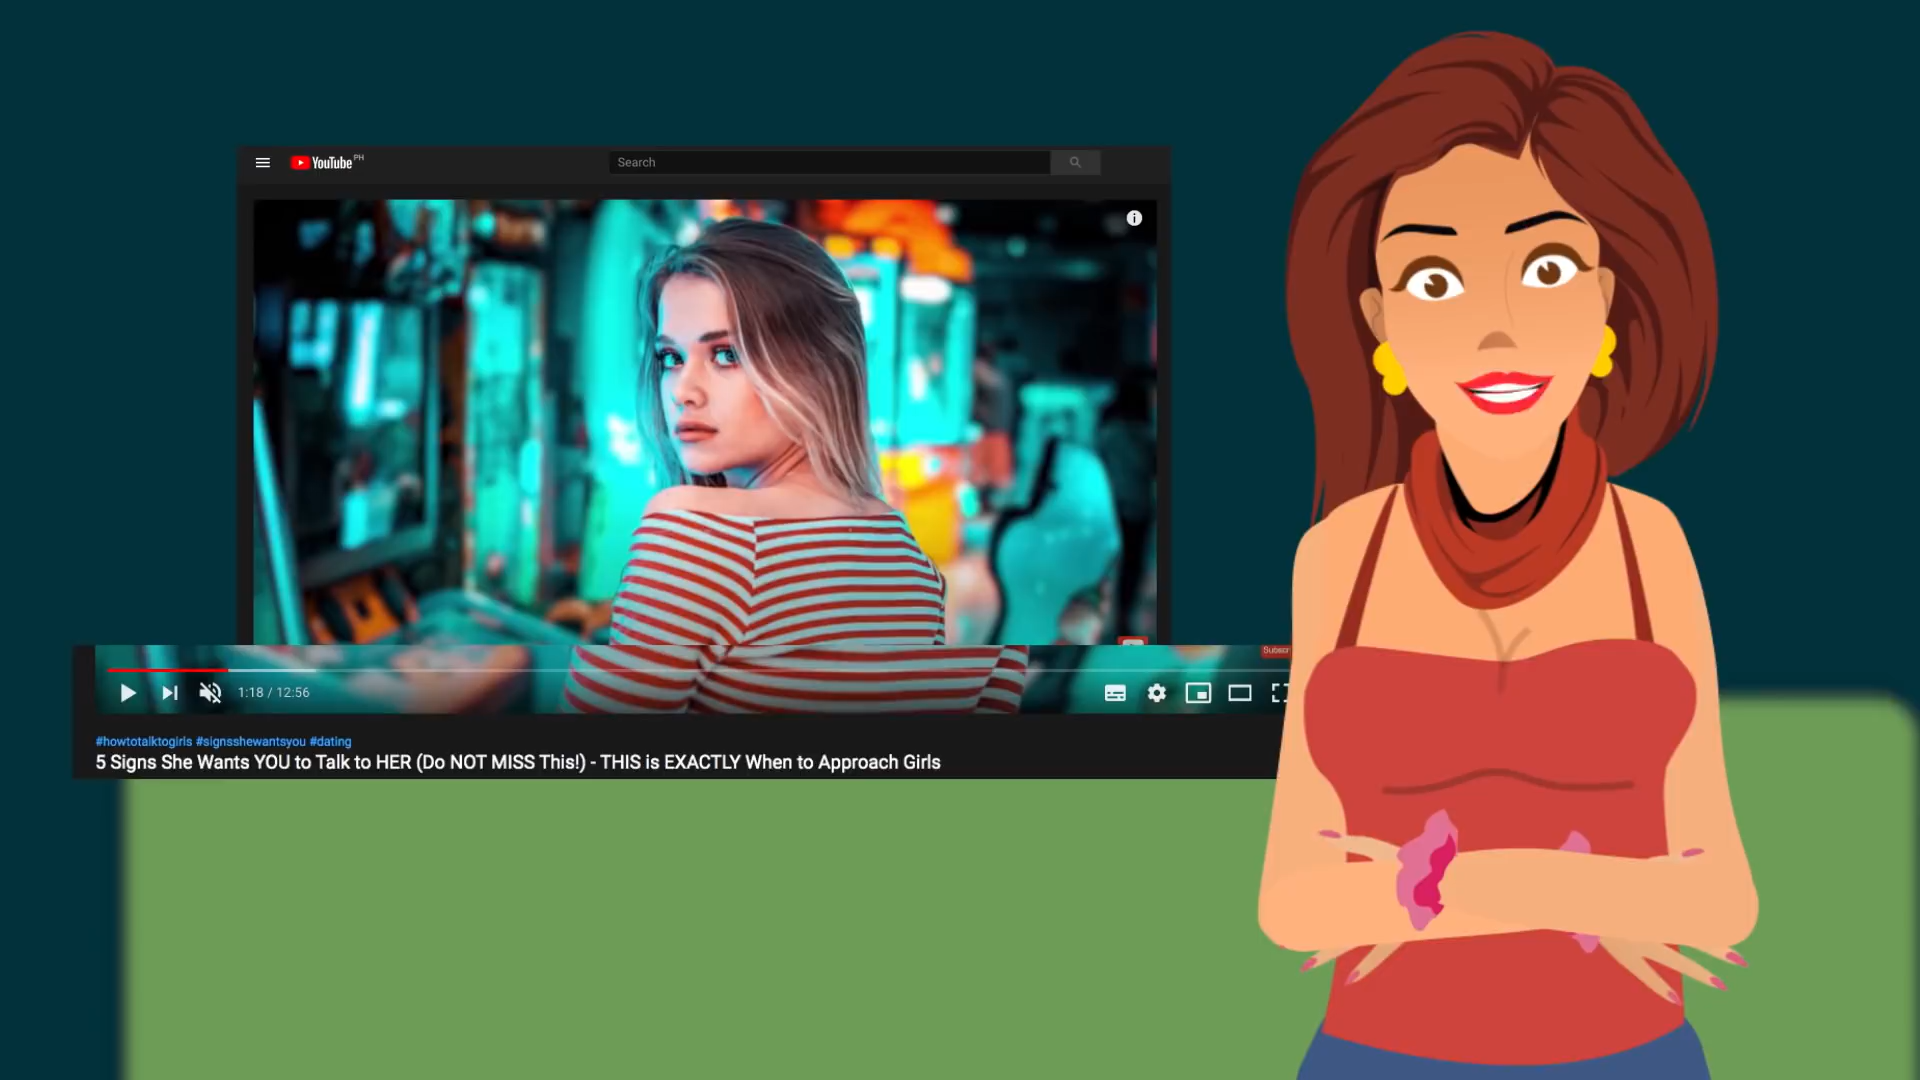 YouTube PH
Search
Subscr
1:18 / 12:56
#howtotalktogirls #signsshewantsyou #dating
5 Signs She Wants YOU to Talk to HER (Do NOT MISS This!) - THIS is EXACTLY When to Approach Girls